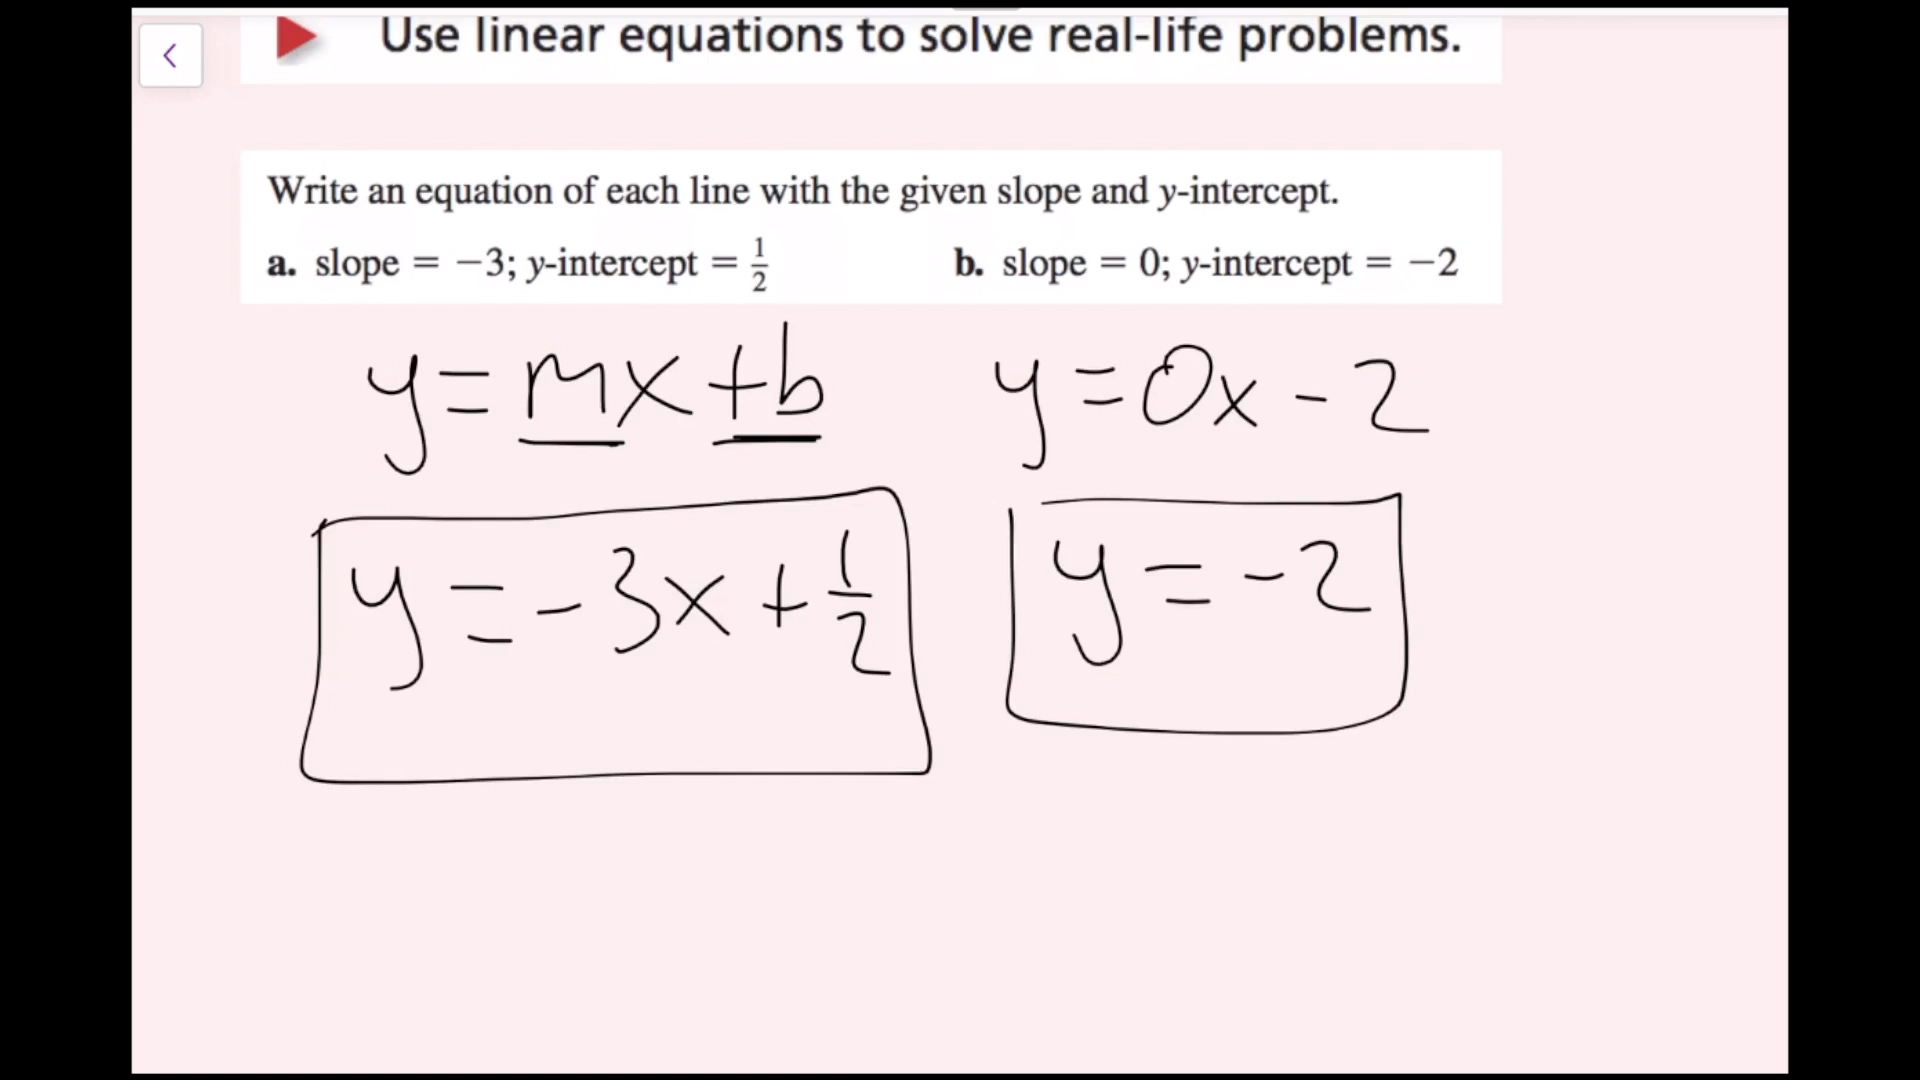 Use linear equations to solve real-life problems.
Write an equation of each line with the given slope and y-intercept.
a. slope = −3; y-intercept = 1/2
b. slope = 0; y-intercept = −2
y = mx + b
y = 0x - 2
y = -3x + 1/2
y = -2